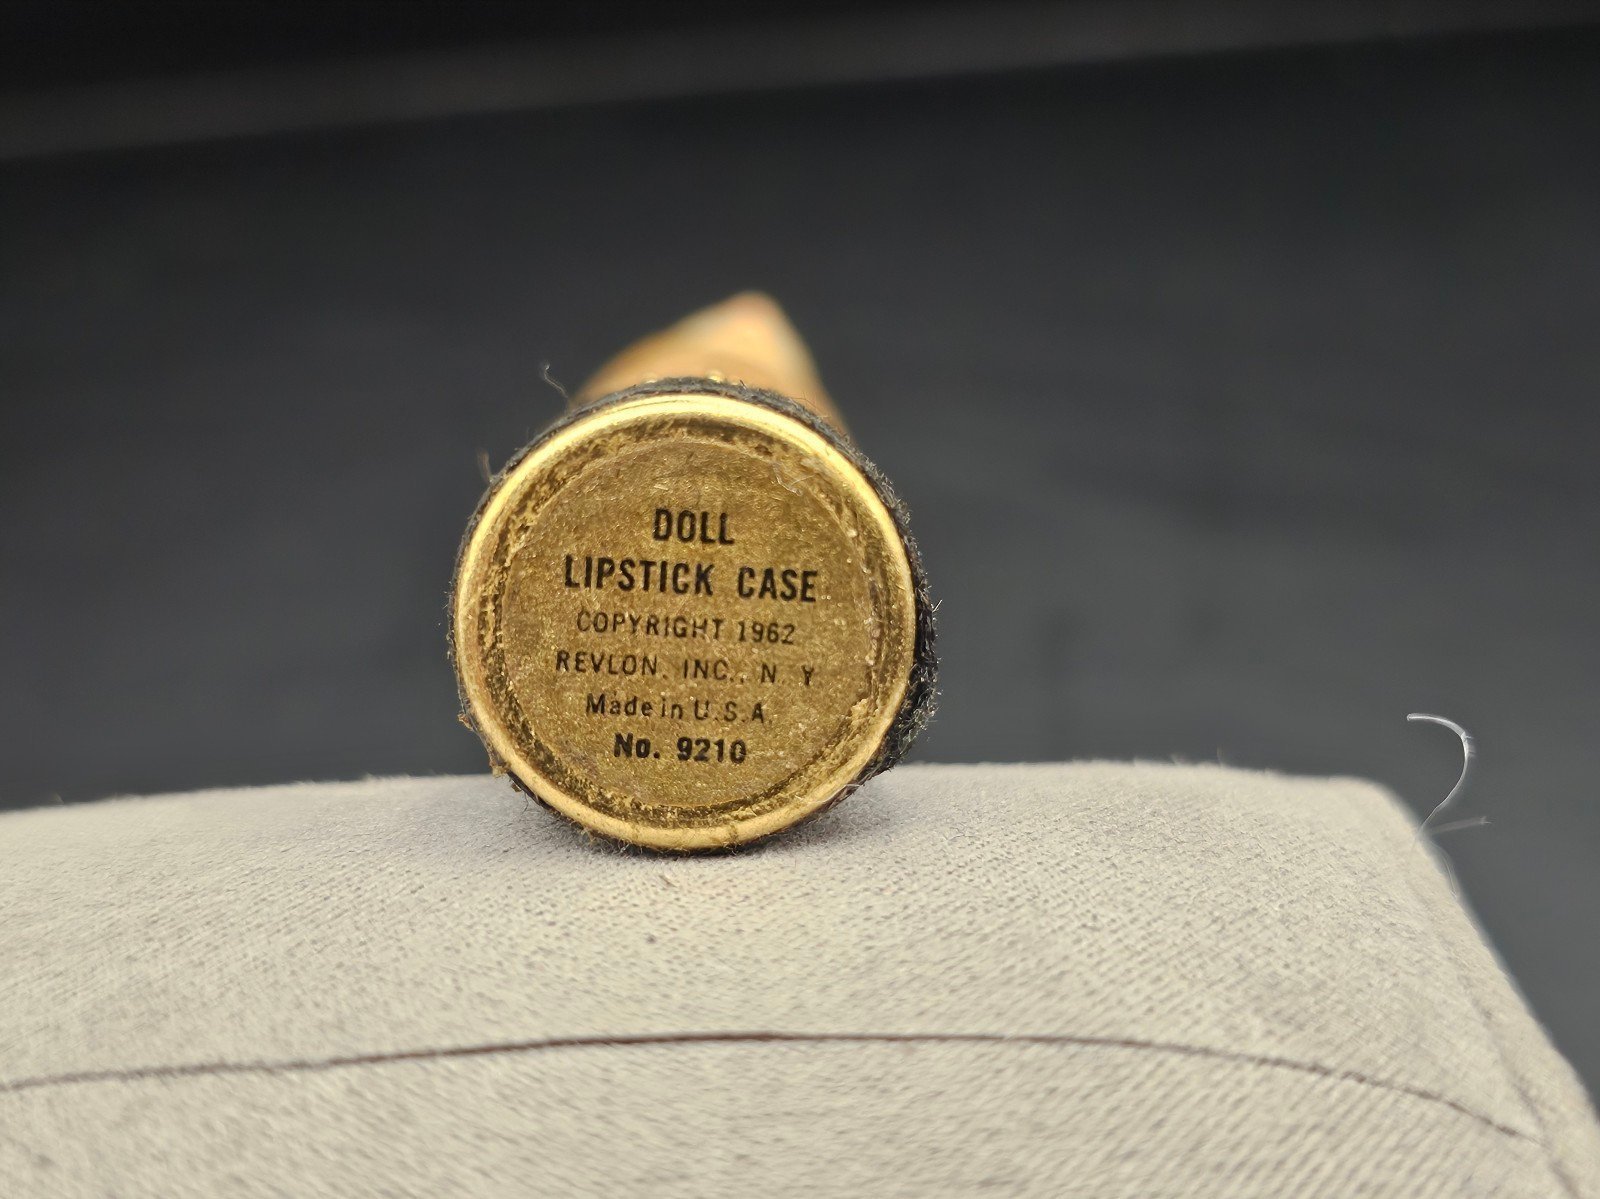 DOLL
LIPSTICK CASE
COPYRIGHT 1962
REVLON. INC., N. Y
Made in U.S.A.
No. 9210